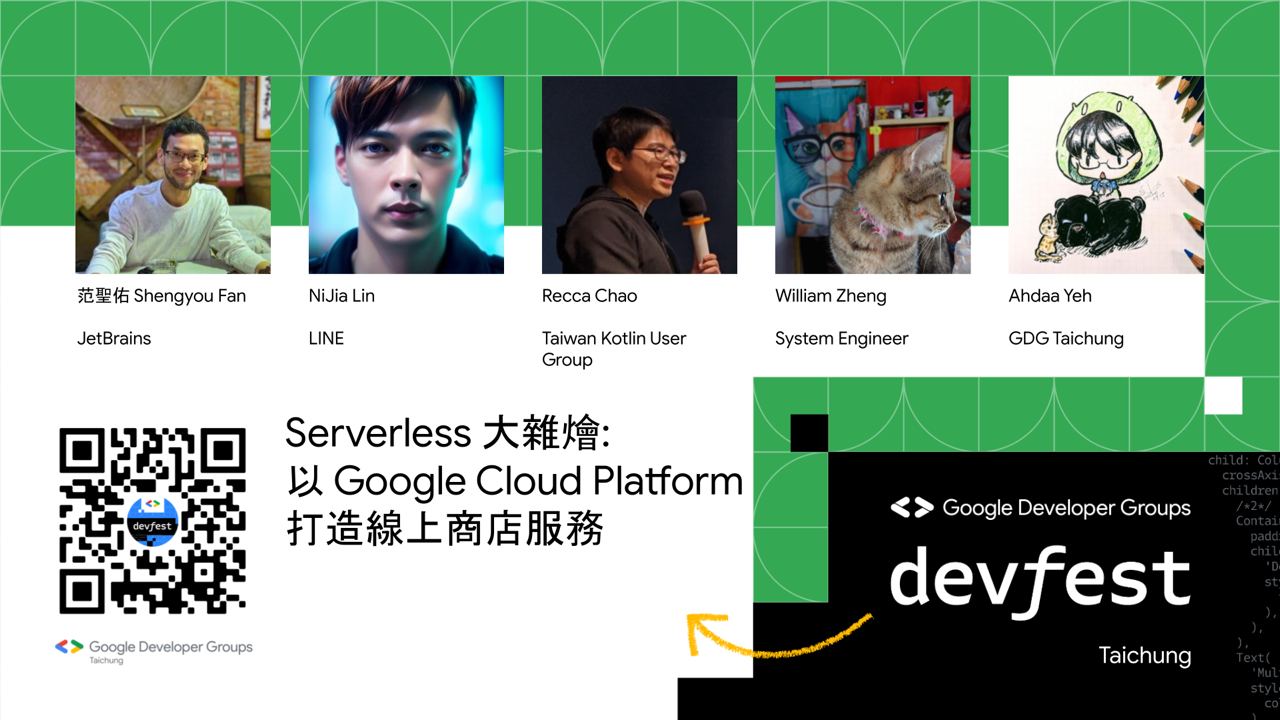 范聖佑 Shengyou Fan
JetBrains
NiJia Lin
LINE
Recca Chao
Taiwan Kotlin User
Group
William Zheng
System Engineer
Ahdaa Yeh
GDG Taichung
devfest
Google Developer Groups
Taichung
Serverless 大雜燴:
以 Google Cloud Platform
打造線上商店服務
Google Developer Groups
devfest
Taichung
child: Col
crossAxi
children
/*2*/
Contai
padd
chil
sty
),
),
),
Text(
'Mul
style
co
)